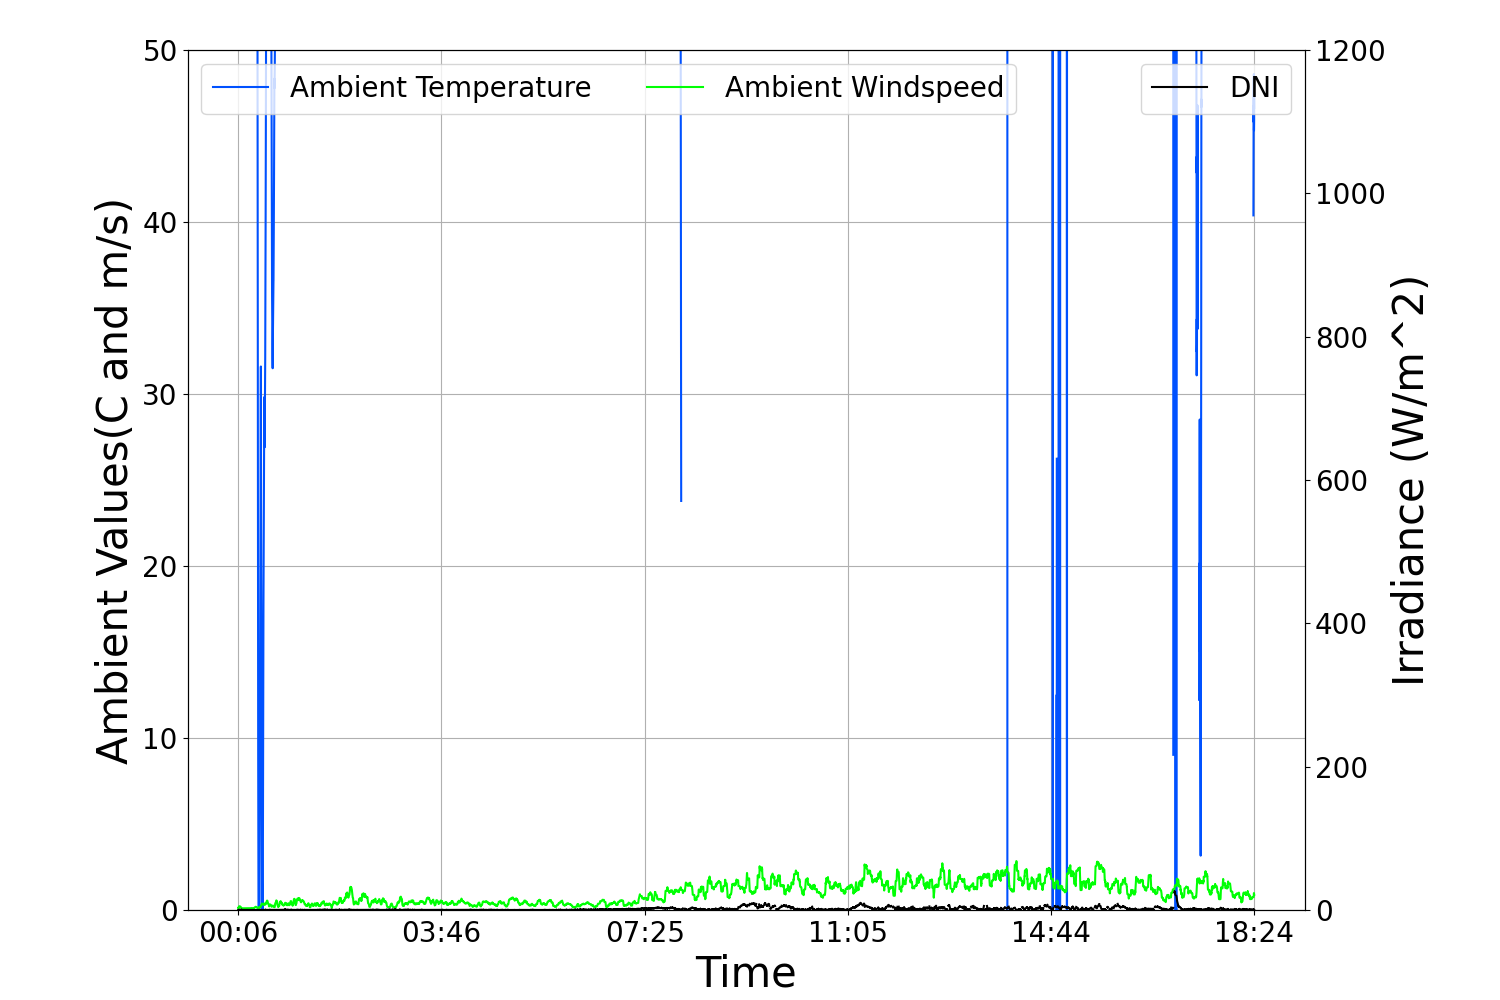 Ambient Temperature
Ambient Windspeed
DNI
50
40
30
20
10
0
Ambient Values(C and m/s)
1200
1000
800
600
400
200
0
Irradiance (W/m^2)
00:06 03:46 07:25 11:05 14:44 18:24
Time